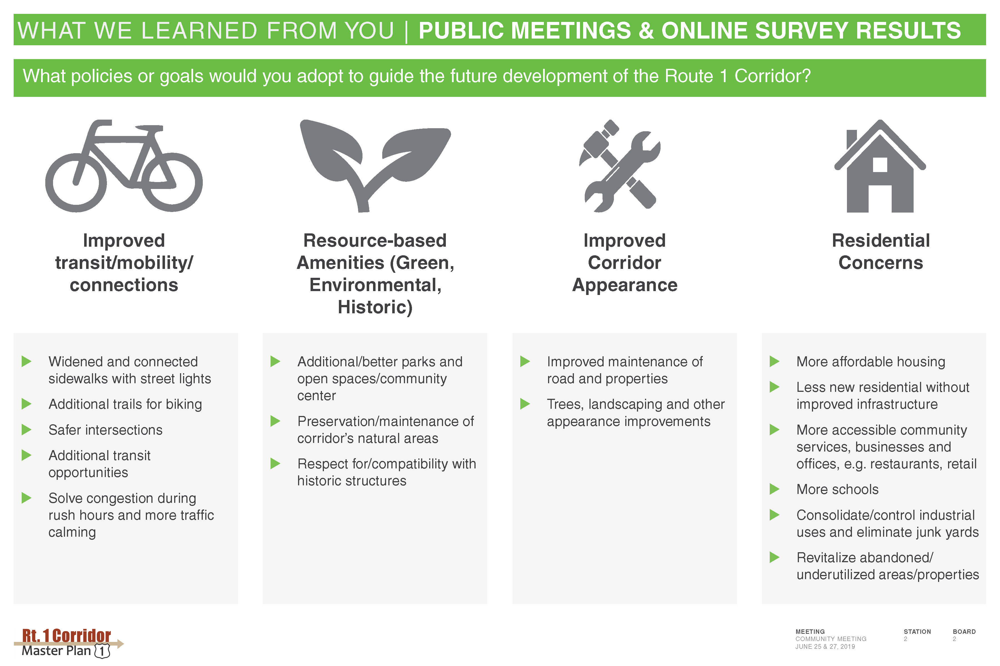 WHAT WE LEARNED FROM YOU | PUBLIC MEETINGS & ONLINE SURVEY RESULTS
What policies or goals would you adopt to guide the future development of the Route 1 Corridor?
Improved
transit/mobility/
connections
Widened and connected
sidewalks with street lights
Additional trails for biking
Safer intersections
Additional transit
opportunities
Solve congestion during
rush hours and more traffic
calming
Resource-based
Amenities (Green,
Environmental,
Historic)
Additional/better parks and
open spaces/community
center
Preservation/maintenance of
corridor’s natural areas
Respect for/compatibility with
historic structures
Improved
Corridor
Appearance
Improved maintenance of
road and properties
Trees, landscaping and other
appearance improvements
Residential
Concerns
More affordable housing
Less new residential without
improved infrastructure
More accessible community
services, businesses and
offices, e.g. restaurants, retail
More schools
Consolidate/control industrial
uses and eliminate junk yards
Revitalize abandoned/
underutilized areas/properties
Rt. 1 Corridor
Master Plan 1
MEETING
COMMUNITY MEETING
JUNE 25 & 27, 2019
STATION
2
BOARD
2